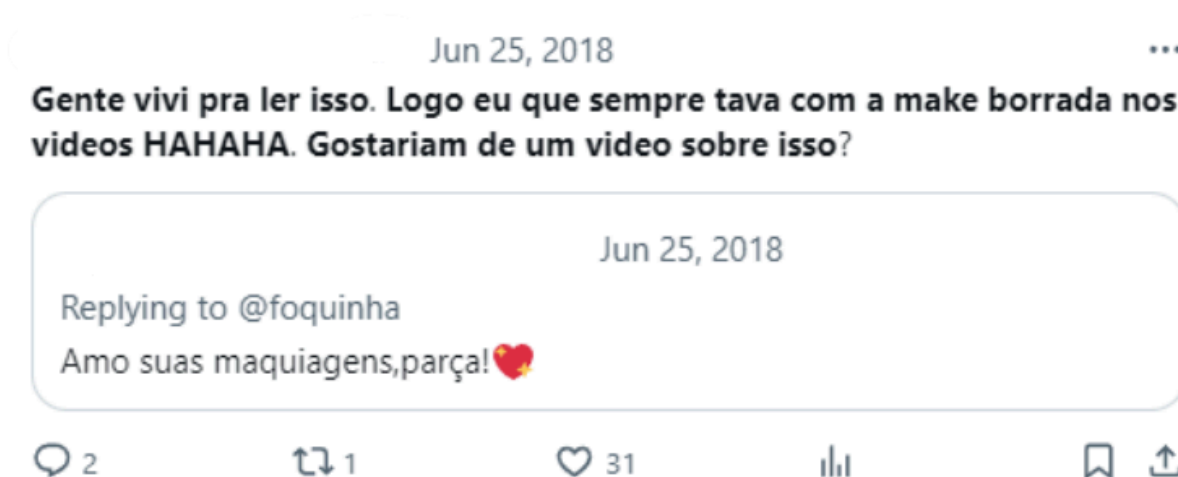 Jun 25, 2018
Gente vivi pra ler isso. Logo eu que sempre tava com a make borrada nos
videos HAHAHA. Gostariam de um video sobre isso?
Jun 25, 2018
Replying to @foquinha
Amo suas maquiagens,parça!💖
2 1 31